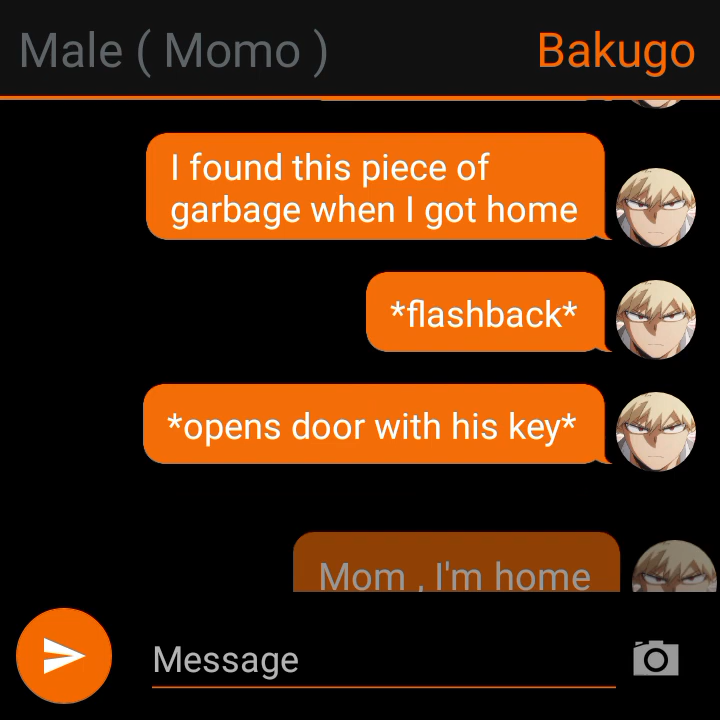 Male ( Momo )
Bakugo
I found this piece of
garbage when I got home
*flashback*
*opens door with his key*
Mom , I'm home
Message